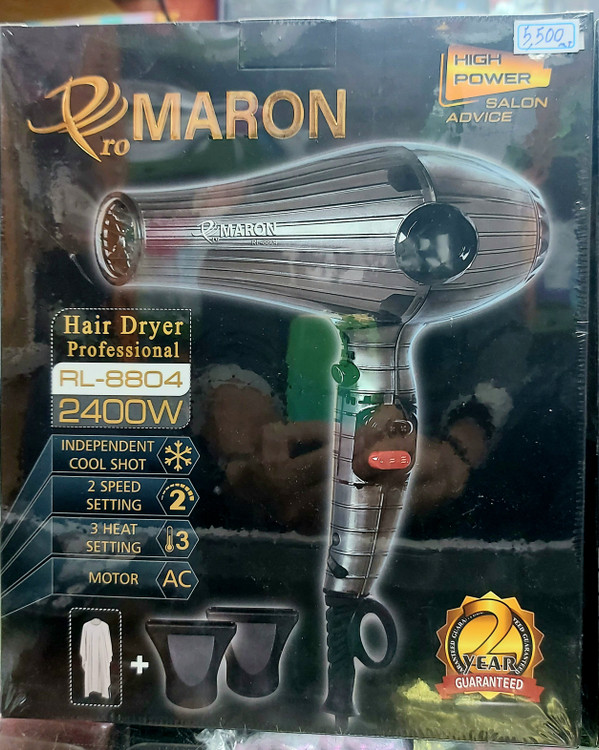 5,500
HIGH
POWER
SALON
ADVICE
Pro MARON
Pro MARON
Hair Dryer
Professional
RL-8804
2400W
INDEPENDENT
COOL SHOT
2 SPEED
SETTING
2
3 HEAT
SETTING
3
MOTOR
AC
+
2
YEAR
GUARANTEED